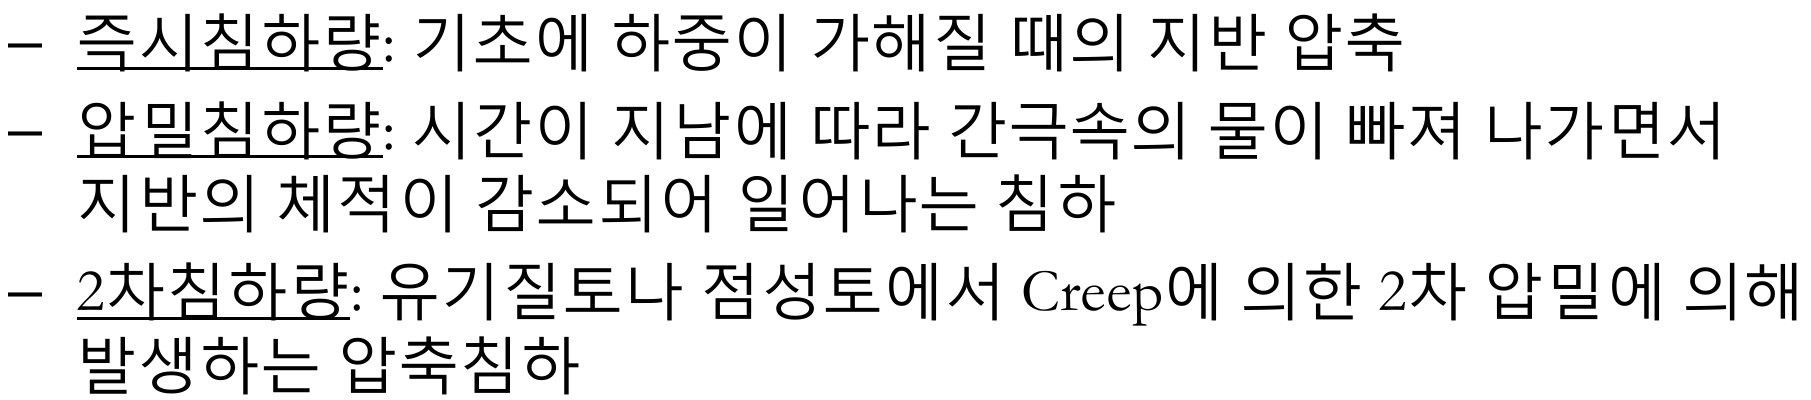 – 즉시침하량: 기초에 하중이 가해질 때의 지반 압축
– 압밀침하량: 시간이 지남에 따라 간극속의 물이 빠져 나가면서
지반의 체적이 감소되어 일어나는 침하
– 2차침하량: 유기질토나 점성토에서 Creep에 의한 2차 압밀에 의해
발생하는 압축침하